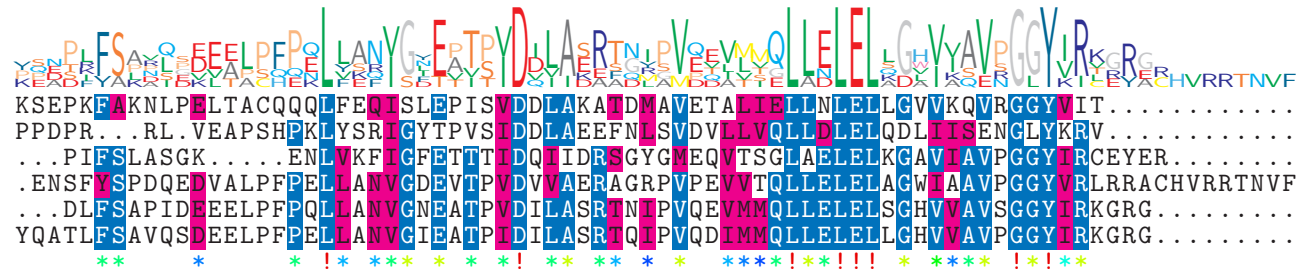 KSEPKFAKNLPELTACQQQLFEQISLEPISVDDLAKATDMAVETALIELLNLELLGVVKQVRGGYVIT............
PPDPR...RL.VEAPSHPKLYSRIGYTPVSIDDLAEEFNLSVDVLLVQLLDLELQDLIISENGLYKRV............
...PIFSLASGK.....ENLVKFIGFETTTIDQIIDRSGYGMEQVTSGLAELELKGAVIAVPGGYIRCEYER........
.ENSFYSPDQEDVALPFPELLANVGDEVTPVDVVAERAGRPVPEVVTQLLELELAGWIAAVPGGYVRLRRACHVRRTNVF
...DLFSAPIDEEELPFPQLLANVGNEATPVDILASRTNIPVQEVMMQLLELELSGHVVAVSGGYIRKGRG.........
YQATLFSAVQSDEELPFPELLANVGIEATPIDILASRTQIPVQDIMMQLLELELLGHVVAVPGGYIRKGRG.........
** * * !** ** * ** ! ** ** * * ****!**!!! * **** !*!**